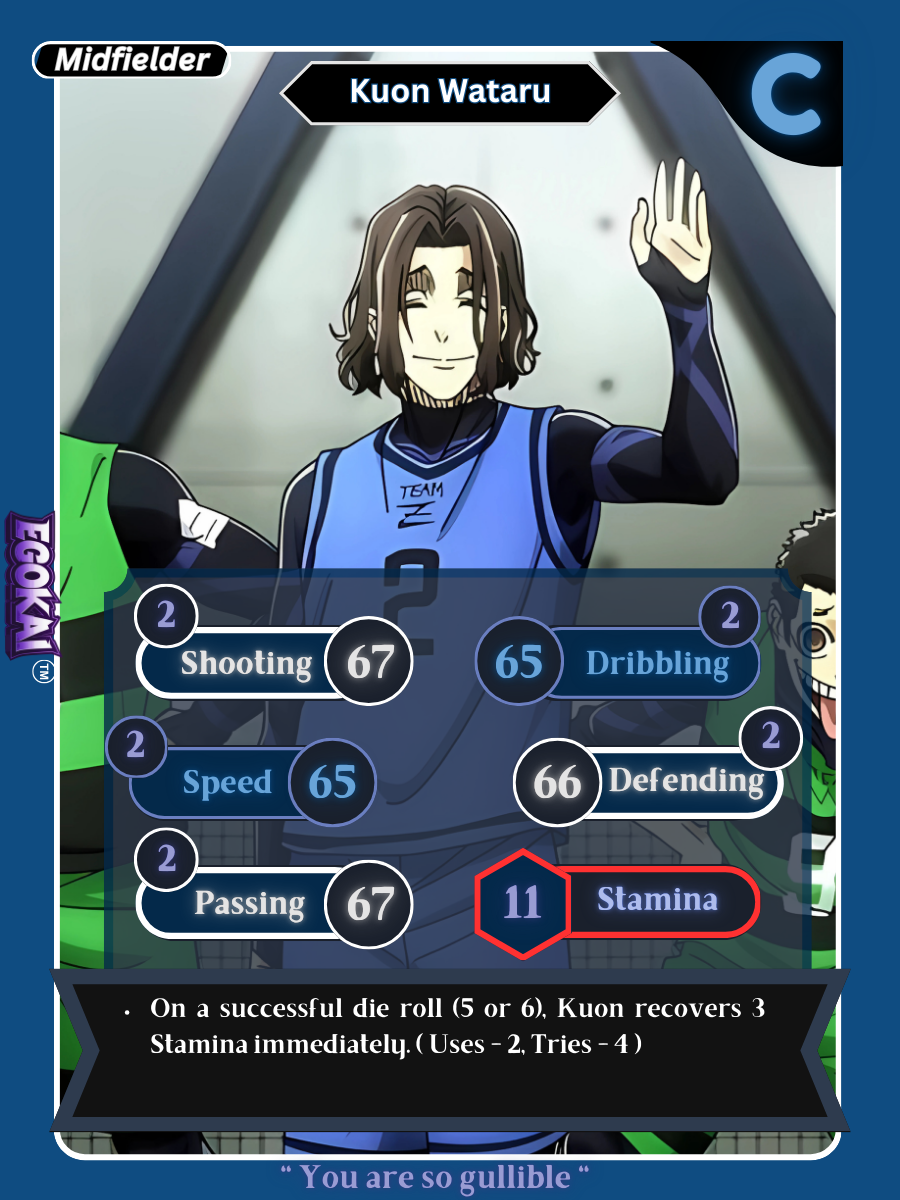 Midfielder
Kuon Wataru
C
TEAM
Z
2
EGOKAI
TM
2
Shooting 67
2
65 Dribbling
2
Speed 65
2
66 Defending
2
Passing 67
11 Stamina
• On a successful die roll (5 or 6), Kuon recovers 3
Stamina immediately. ( Uses - 2, Tries - 4 )
“ You are so gullible “